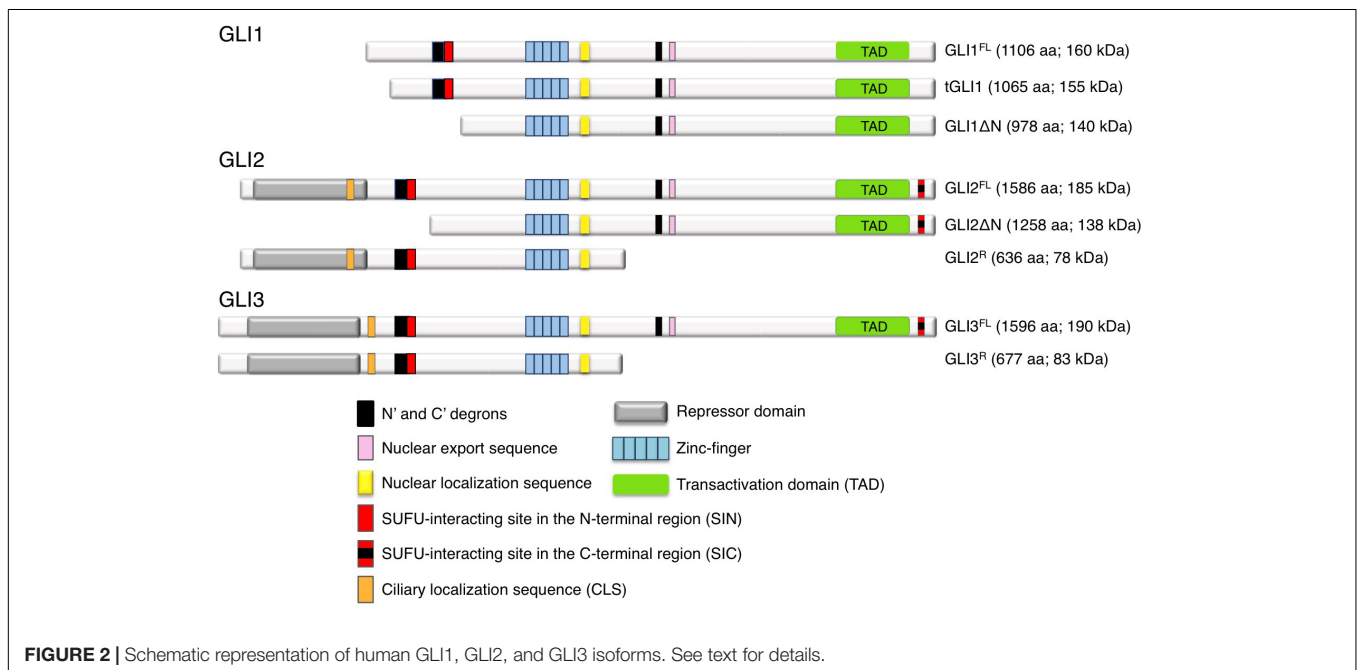 GLI1
TAD GLI1FL (1106 aa; 160 kDa)
TAD tGLI1 (1065 aa; 155 kDa)
TAD GLI1ΔN (978 aa; 140 kDa)
GLI2
TAD GLI2FL (1586 aa; 185 kDa)
TAD GLI2ΔN (1258 aa; 138 kDa)
GLI2R (636 aa; 78 kDa)
GLI3
TAD GLI3FL (1596 aa; 190 kDa)
GLI3R (677 aa; 83 kDa)
N' and C' degrons
Repressor domain
Nuclear export sequence
Zinc-finger
Nuclear localization sequence
Transactivation domain (TAD)
SUFU-interacting site in the N-terminal region (SIN)
SUFU-interacting site in the C-terminal region (SIC)
Ciliary localization sequence (CLS)
FIGURE 2 | Schematic representation of human GLI1, GLI2, and GLI3 isoforms. See text for details.